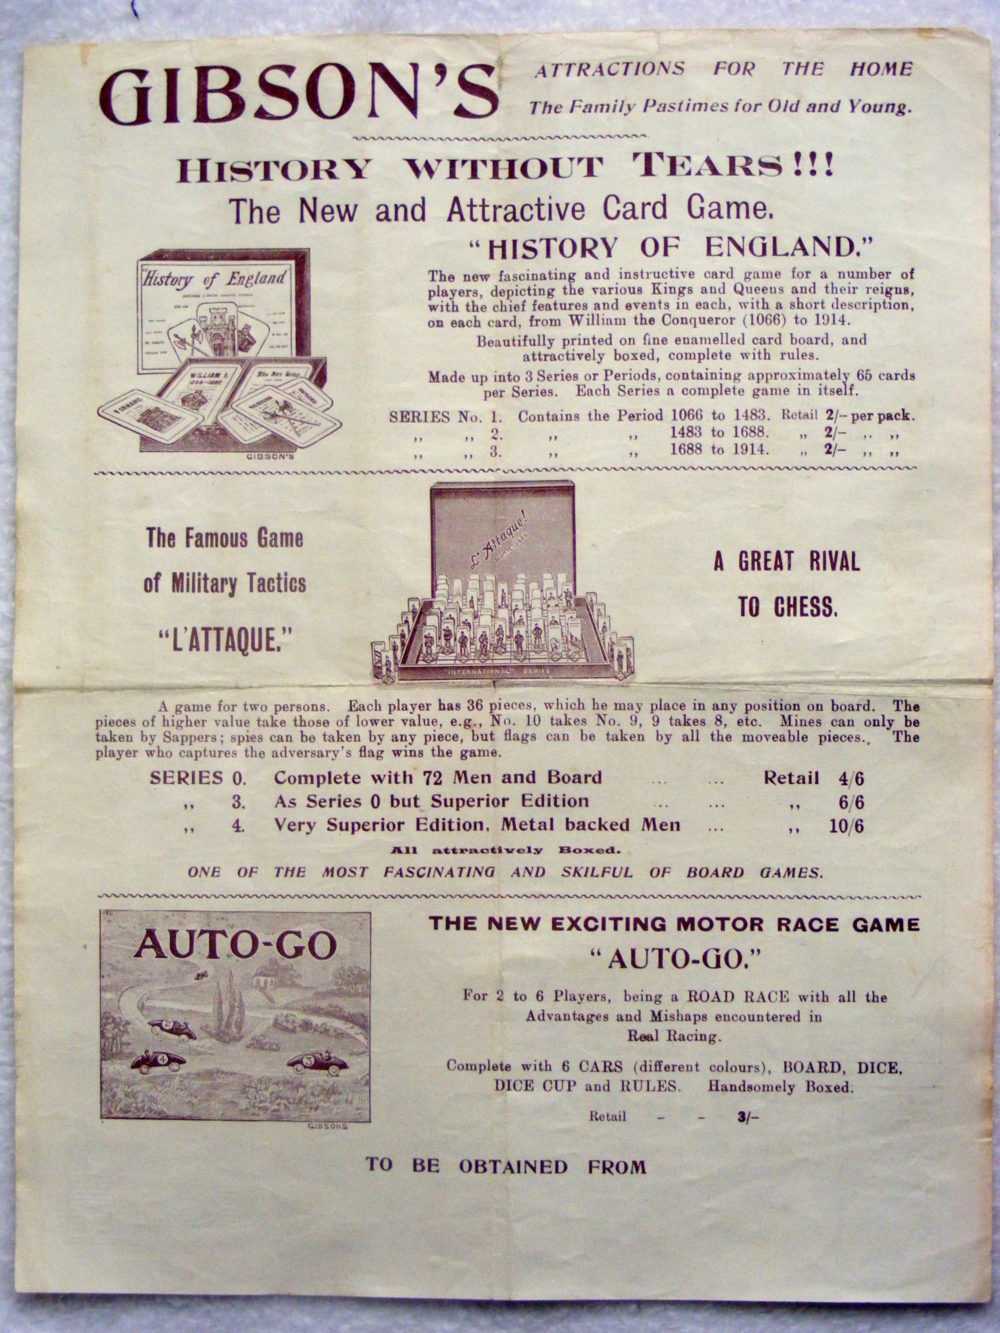 GIBSON'S
ATTRACTIONS FOR THE HOME
The Family Pastimes for Old and Young.
HISTORY WITHOUT TEARS!!!
The New and Attractive Card Game.
"HISTORY OF ENGLAND."
The new fascinating and instructive card game for a number of
players, depicting the various Kings and Queens and their reigns,
with the chief features and events in each, with a short description,
on each card, from William the Conqueror (1066) to 1914.
Beautifully printed on fine enamelled card board, and
attractively boxed, complete with rules.
Made up into 3 Series or Periods, containing approximately 65 cards
per Series. Each Series a complete game in itself.
SERIES No. 1. Contains the Period 1066 to 1483. Retail 2/- per pack.
,, ,, 2. ,, ,, 1483 to 1688. ,, 2/- ,, ,,
,, ,, 3. ,, ,, 1688 to 1914. ,, 2/- ,, ,,
"History of England"
WILLIAM I.
GIBSON'S
The Famous Game
of Military Tactics
"L'ATTAQUE."
L'Attaque!
INTERNATIONAL SERIES
A GREAT RIVAL
TO CHESS.
A game for two persons. Each player has 36 pieces, which he may place in any position on board. The
pieces of higher value take those of lower value, e.g., No. 10 takes No. 9, 9 takes 8, etc. Mines can only be
taken by Sappers; spies can be taken by any piece, but flags can be taken by all the moveable pieces. The
player who captures the adversary's flag wins the game.
SERIES 0. Complete with 72 Men and Board ... ... Retail 4/6
,, 3. As Series 0 but Superior Edition ... ... ,, 6/6
,, 4. Very Superior Edition, Metal backed Men ... ,, 10/6
All attractively Boxed.
ONE OF THE MOST FASCINATING AND SKILFUL OF BOARD GAMES.
AUTO-GO
4
GIBSONS
THE NEW EXCITING MOTOR RACE GAME
"AUTO-GO."
For 2 to 6 Players, being a ROAD RACE with all the
Advantages and Mishaps encountered in
Real Racing.
Complete with 6 CARS (different colours), BOARD, DICE,
DICE CUP and RULES. Handsomely Boxed.
Retail - - 3/-
TO BE OBTAINED FROM